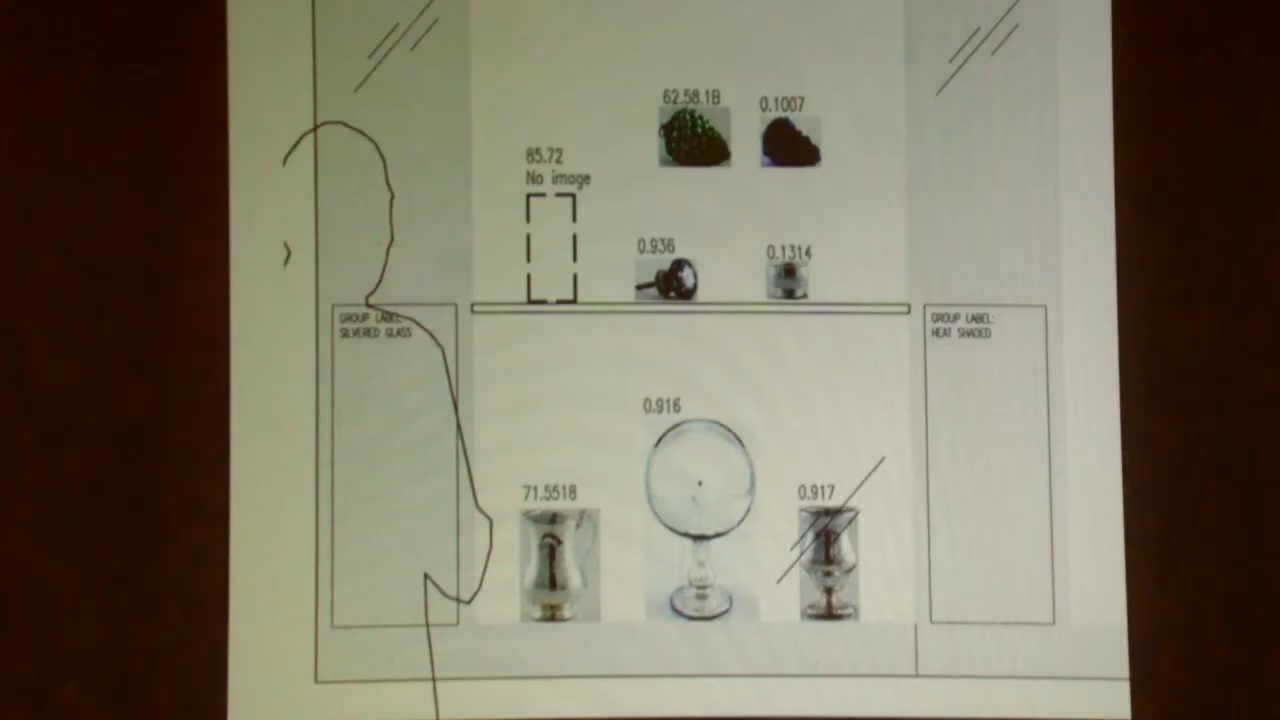 62.58.1B
0.1007
85.72
No image
0.936
0.1314
GROUP LABEL:
SILVERED GLASS
GROUP LABEL:
HEAT SHADED
0.916
71.5518
0.917